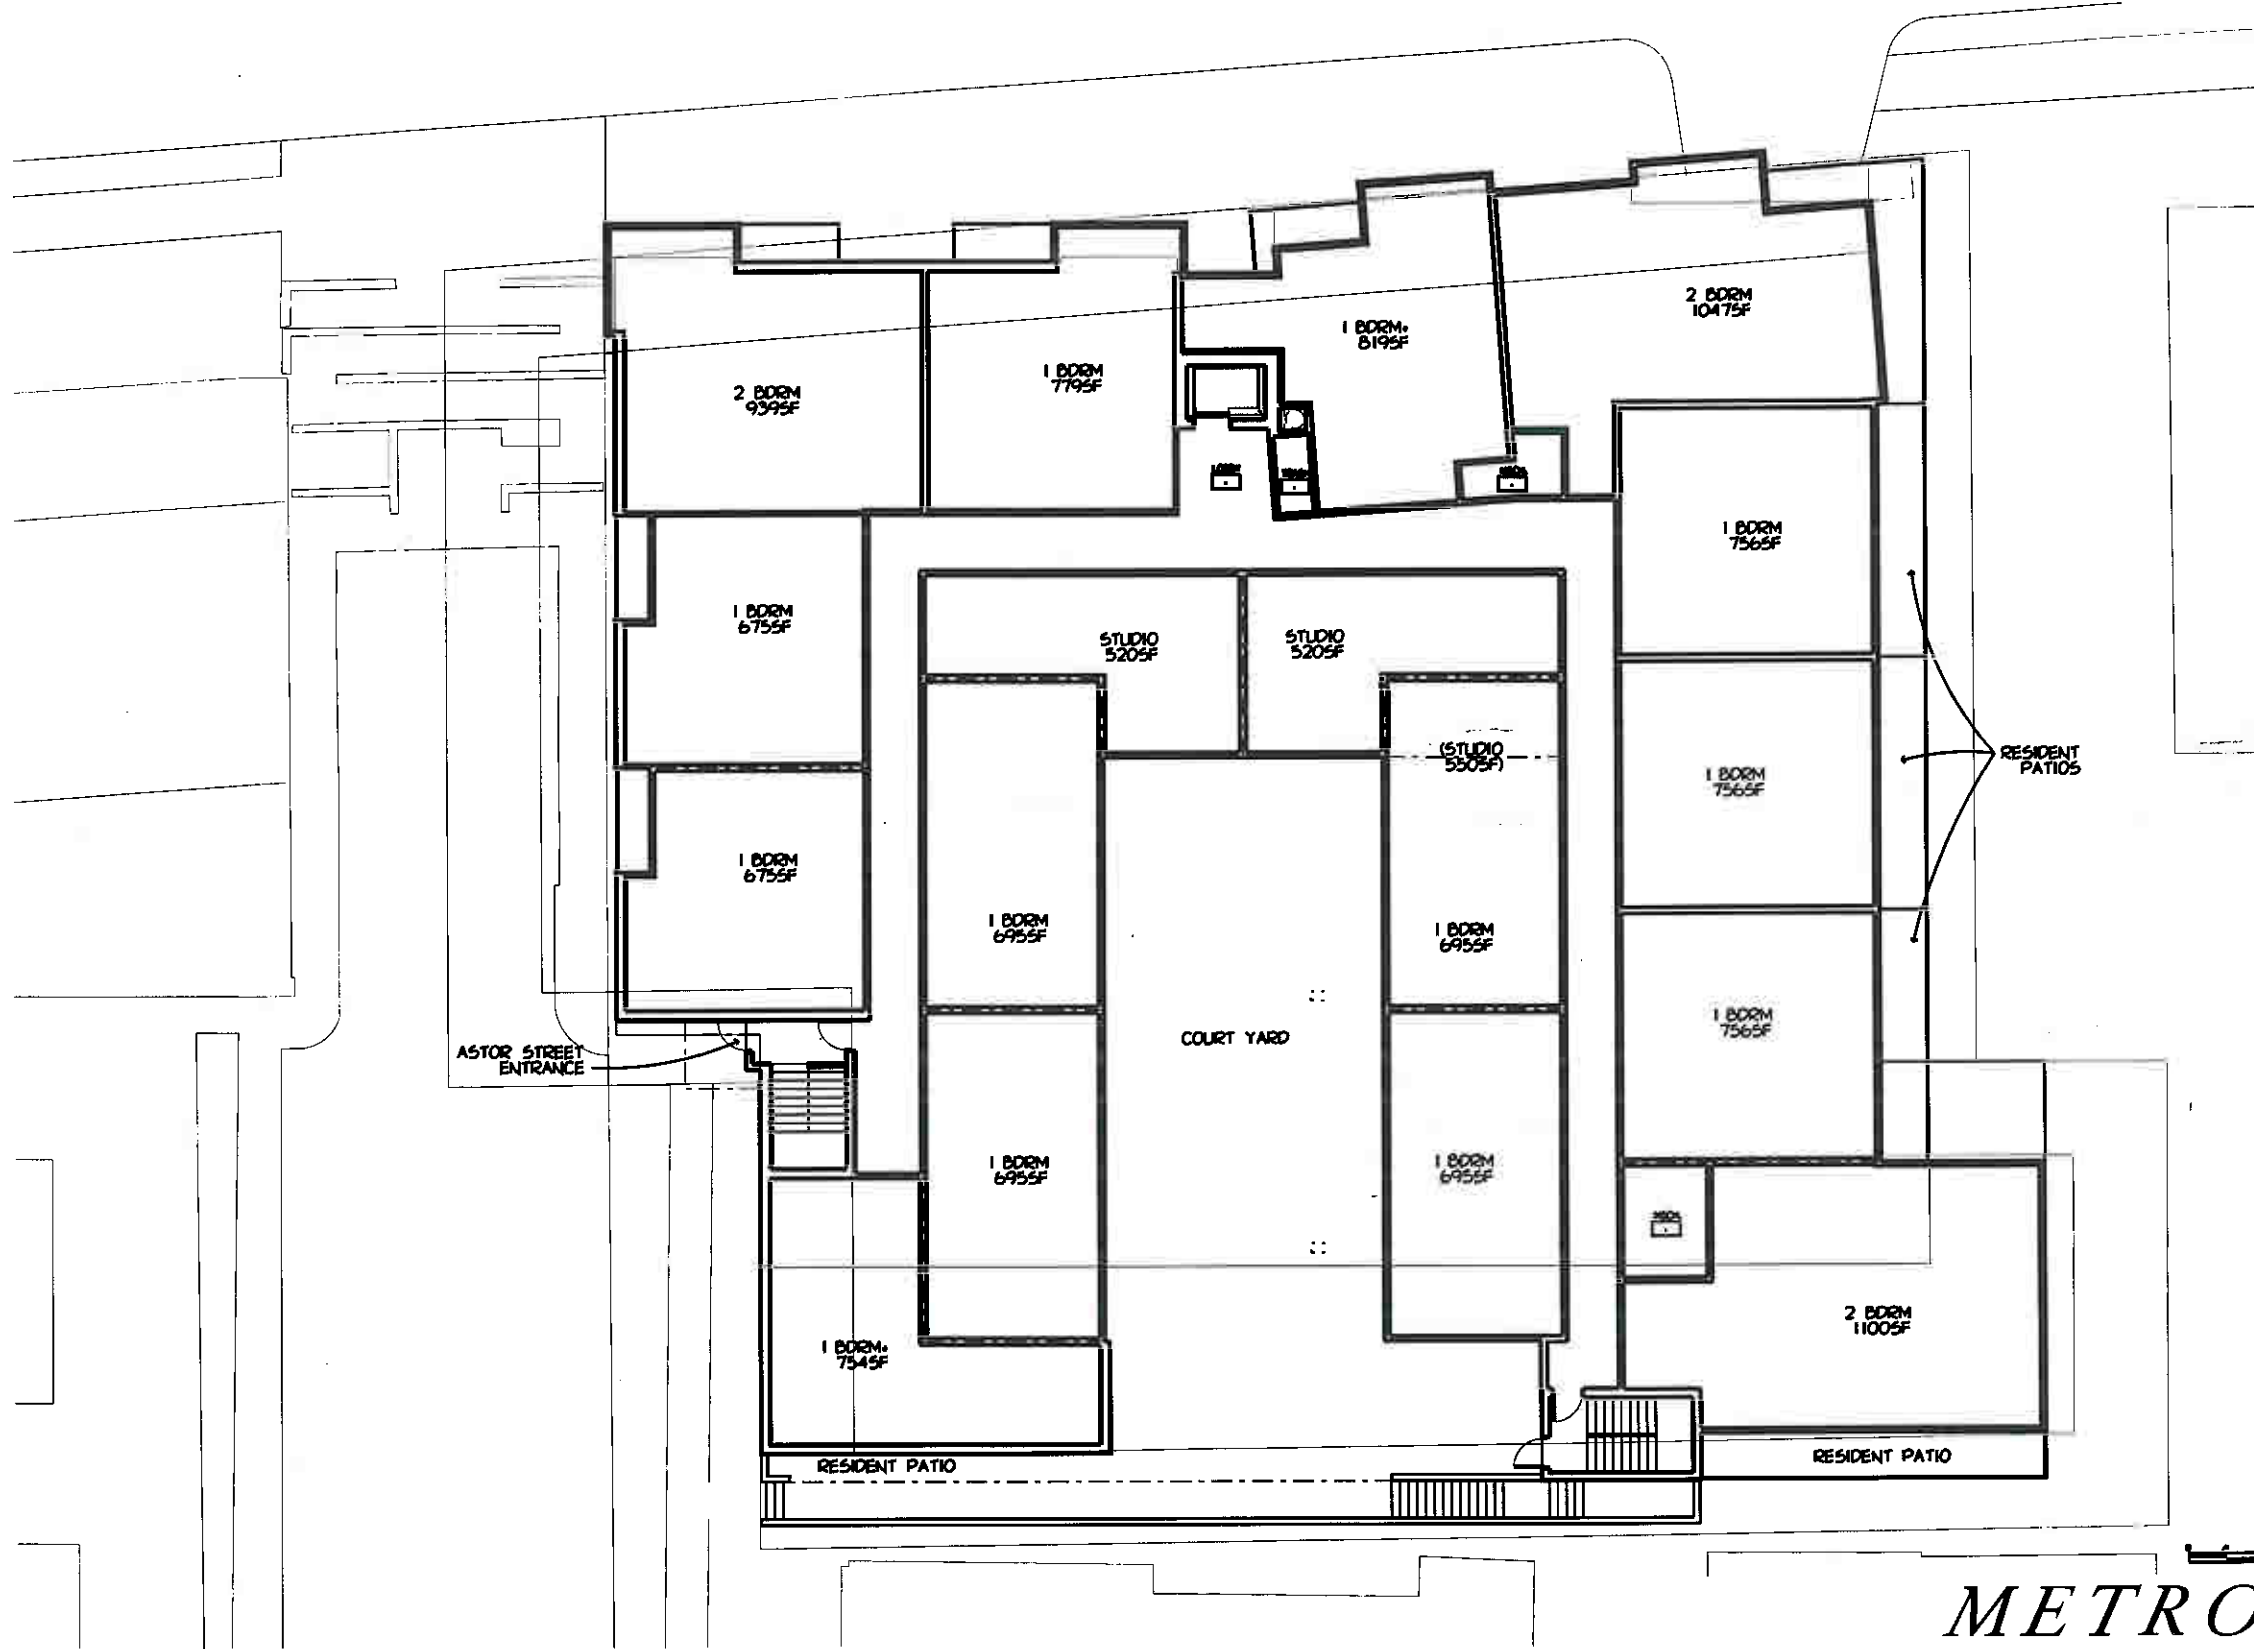 2 BDRM
1047SF
1 BDRM+
819SF
1 BDRM
779SF
2 BDRM
939SF
1 BDRM
756SF
1 BDRM
675SF
STUDIO
520SF
STUDIO
520SF
(STUDIO
550SF)
RESIDENT
PATIOS
1 BDRM
756SF
1 BDRM
675SF
1 BDRM
695SF
1 BDRM
695SF
1 BDRM
756SF
COURT YARD
ASTOR STREET
ENTRANCE
1 BDRM
695SF
1 BDRM
695SF
2 BDRM
1100SF
1 BDRM+
754SF
RESIDENT PATIO
RESIDENT PATIO
METRO